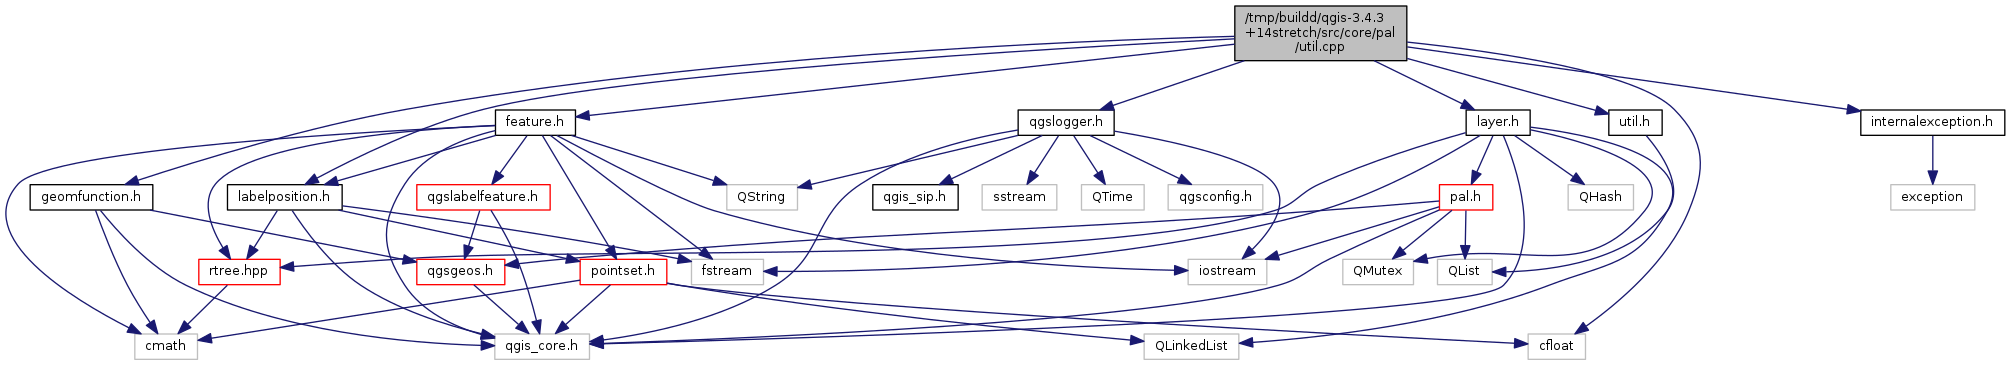 /tmp/buildd/qgis-3.4.3
+14stretch/src/core/pal
/util.cpp
feature.h
qgslogger.h
layer.h
util.h
internalexception.h
geomfunction.h
labelposition.h
qgslabelfeature.h
QString
qgis_sip.h
sstream
QTime
qgsconfig.h
pal.h
QHash
exception
rtree.hpp
qgsgeos.h
pointset.h
fstream
iostream
QMutex
QList
cmath
qgis_core.h
QLinkedList
cfloat